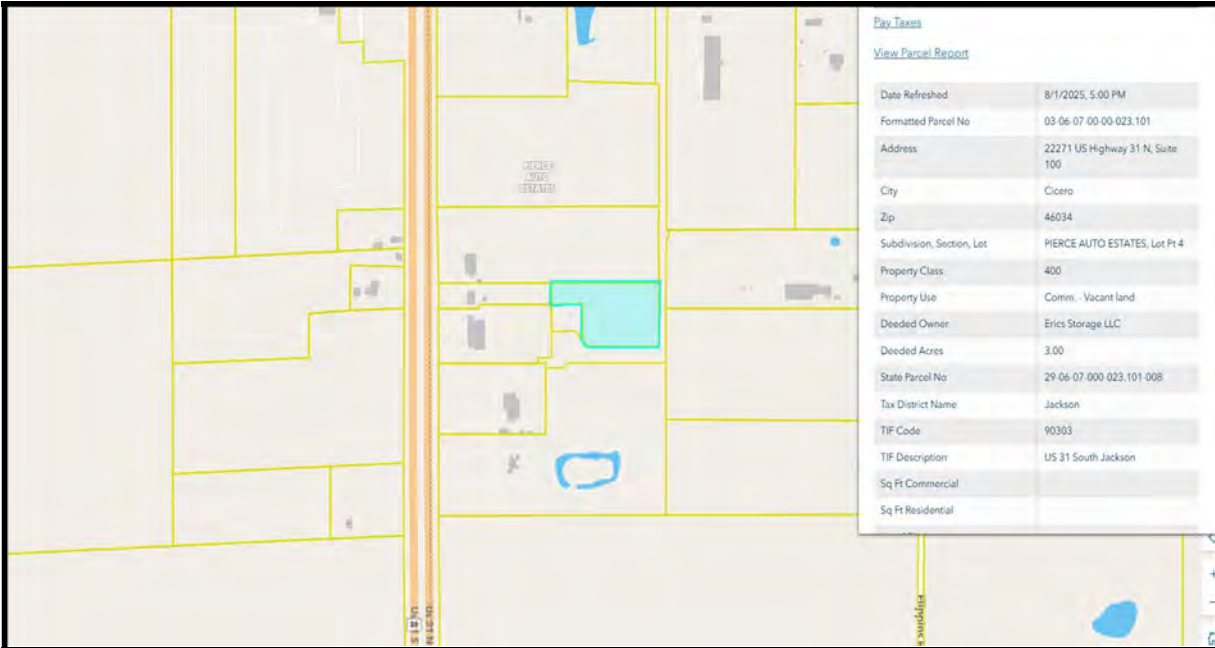 Pay Taxes
View Parcel Report
Date Refreshed 8/1/2025, 5:00 PM
Formatted Parcel No 03-06-07-00-00-023.101
Address 22271 US Highway 31 N, Suite
100
City Cicero
Zip 46034
Subdivision, Section, Lot PIERCE AUTO ESTATES, Lot Pt 4
Property Class 400
Property Use Comm. - Vacant land
Deeded Owner Erics Storage LLC
Deeded Acres 3.00
State Parcel No 29-06-07-000-023.101-008
Tax District Name Jackson
TIF Code 90303
TIF Description US 31 South Jackson
Sq Ft Commercial
Sq Ft Residential
PIERCE
AUTO
ESTATES
Us 31 S
Us 31 N